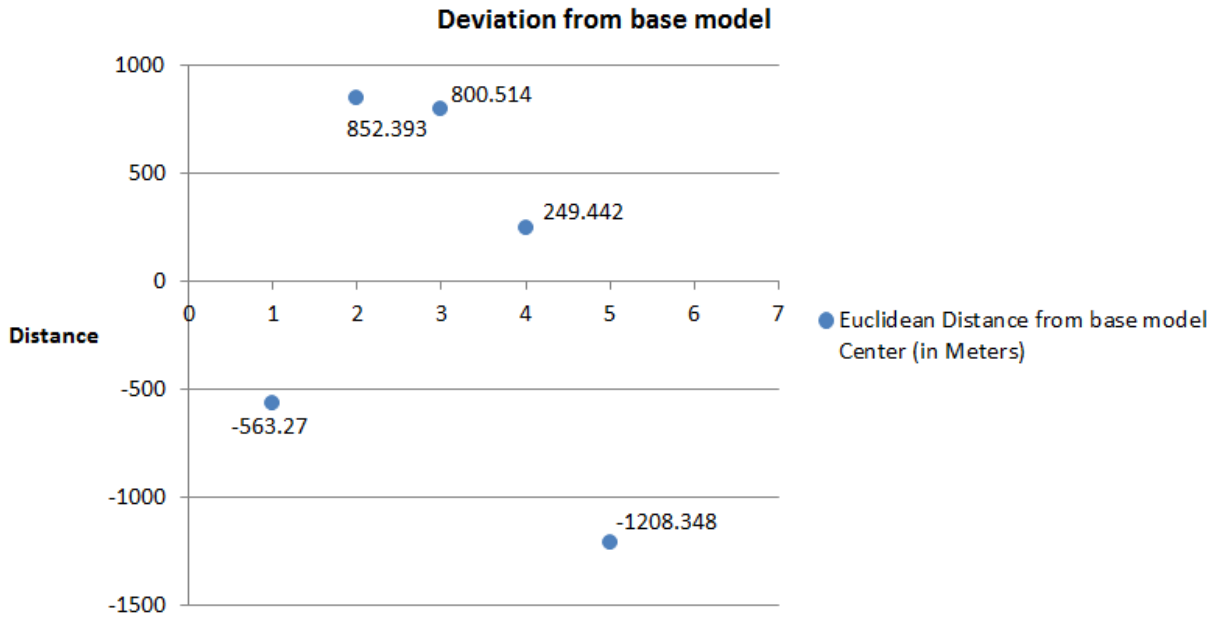 Deviation from base model
1000
800.514
852.393
500
249.442
0
0 1 2 3 4 5 6 7
Distance
Euclidean Distance from base model
Center (in Meters)
-500
-563.27
-1000
-1208.348
-1500